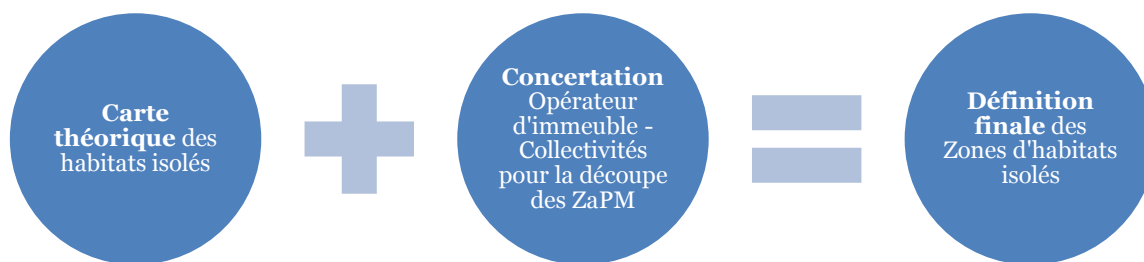 Carte
théorique des
habitats isolés
Concertation
Opérateur
d'immeuble -
Collectivités
pour la découpe
des ZaPM
Définition
finale des
Zones d'habitats
isolés